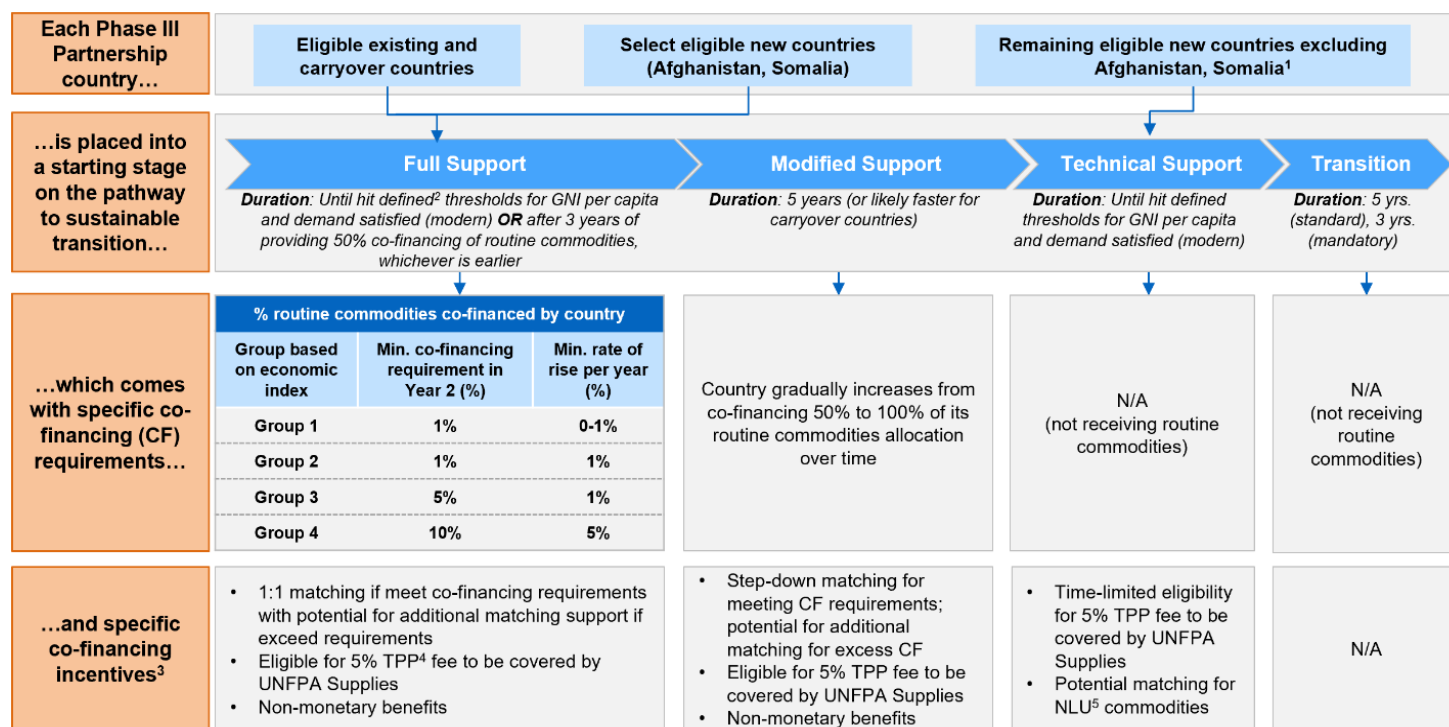 Each Phase III
Partnership
country…
Eligible existing and
carryover countries
Select eligible new countries
(Afghanistan, Somalia)
Remaining eligible new countries excluding
Afghanistan, Somalia¹
…is placed into
a starting stage
on the pathway
to sustainable
transition…
Full Support
Duration: Until hit defined² thresholds for GNI per capita
and demand satisfied (modern) OR after 3 years of
providing 50% co-financing of routine commodities,
whichever is earlier
Modified Support
Duration: 5 years (or likely faster for
carryover countries)
Technical Support
Duration: Until hit defined
thresholds for GNI per capita
and demand satisfied (modern)
Transition
Duration: 5 yrs.
(standard), 3 yrs.
(mandatory)
…which comes
with specific co-
financing (CF)
requirements…
% routine commodities co-financed by country
Group based
on economic
index
Min. co-financing
requirement in
Year 2 (%)
Min. rate of
rise per year
(%)
Group 1 1% 0-1%
Group 2 1% 1%
Group 3 5% 1%
Group 4 10% 5%
Country gradually increases from
co-financing 50% to 100% of its
routine commodities allocation
over time
N/A
(not receiving routine
commodities)
N/A
(not receiving
routine
commodities)
…and specific
co-financing
incentives³
• 1:1 matching if meet co-financing requirements
with potential for additional matching support if
exceed requirements
• Eligible for 5% TPP⁴ fee to be covered by
UNFPA Supplies
• Non-monetary benefits
• Step-down matching for
meeting CF requirements;
potential for additional
matching for excess CF
• Eligible for 5% TPP fee to be
covered by UNFPA Supplies
• Non-monetary benefits
• Time-limited eligibility
for 5% TPP fee to be
covered by UNFPA
Supplies
• Potential matching for
NLU⁵ commodities
N/A